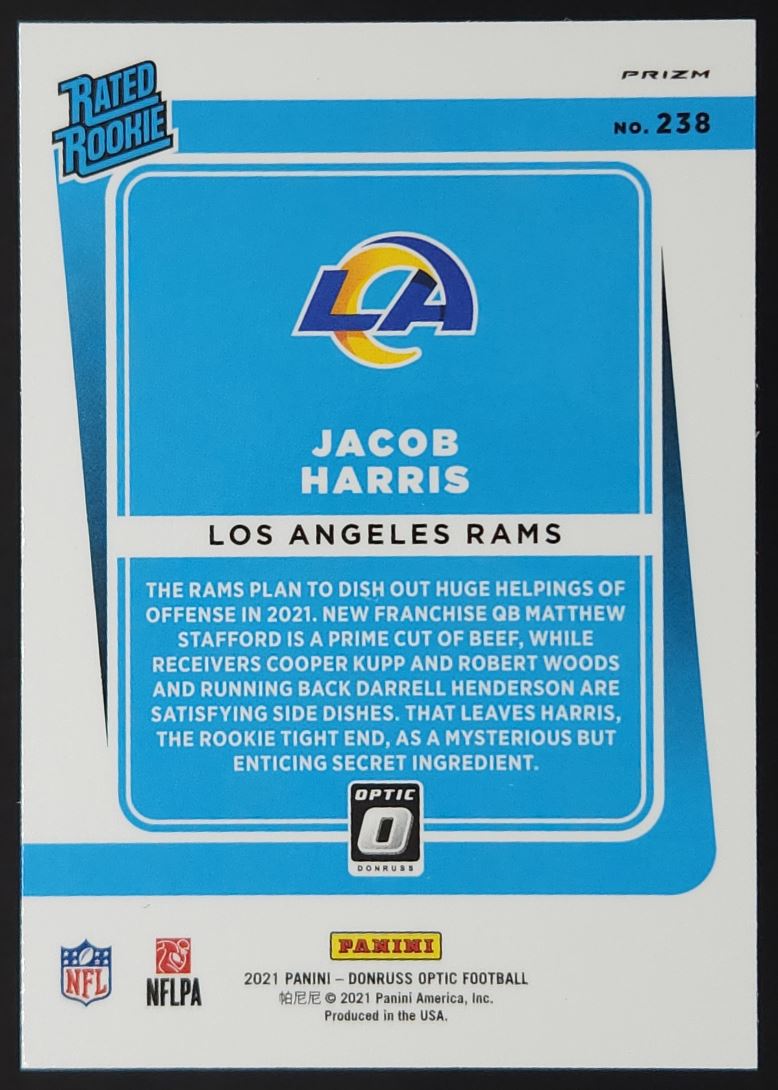 RATED
ROOKIE
PRIZM
NO. 238
LA
JACOB
HARRIS
LOS ANGELES RAMS
THE RAMS PLAN TO DISH OUT HUGE HELPINGS OF
OFFENSE IN 2021. NEW FRANCHISE QB MATTHEW
STAFFORD IS A PRIME CUT OF BEEF, WHILE
RECEIVERS COOPER KUPP AND ROBERT WOODS
AND RUNNING BACK DARRELL HENDERSON ARE
SATISFYING SIDE DISHES. THAT LEAVES HARRIS,
THE ROOKIE TIGHT END, AS A MYSTERIOUS BUT
ENTICING SECRET INGREDIENT.
OPTIC
O
DONRUSS
PANINI
NFL
NFLPA
2021 PANINI – DONRUSS OPTIC FOOTBALL
帕尼尼 © 2021 Panini America, Inc.
Produced in the USA.